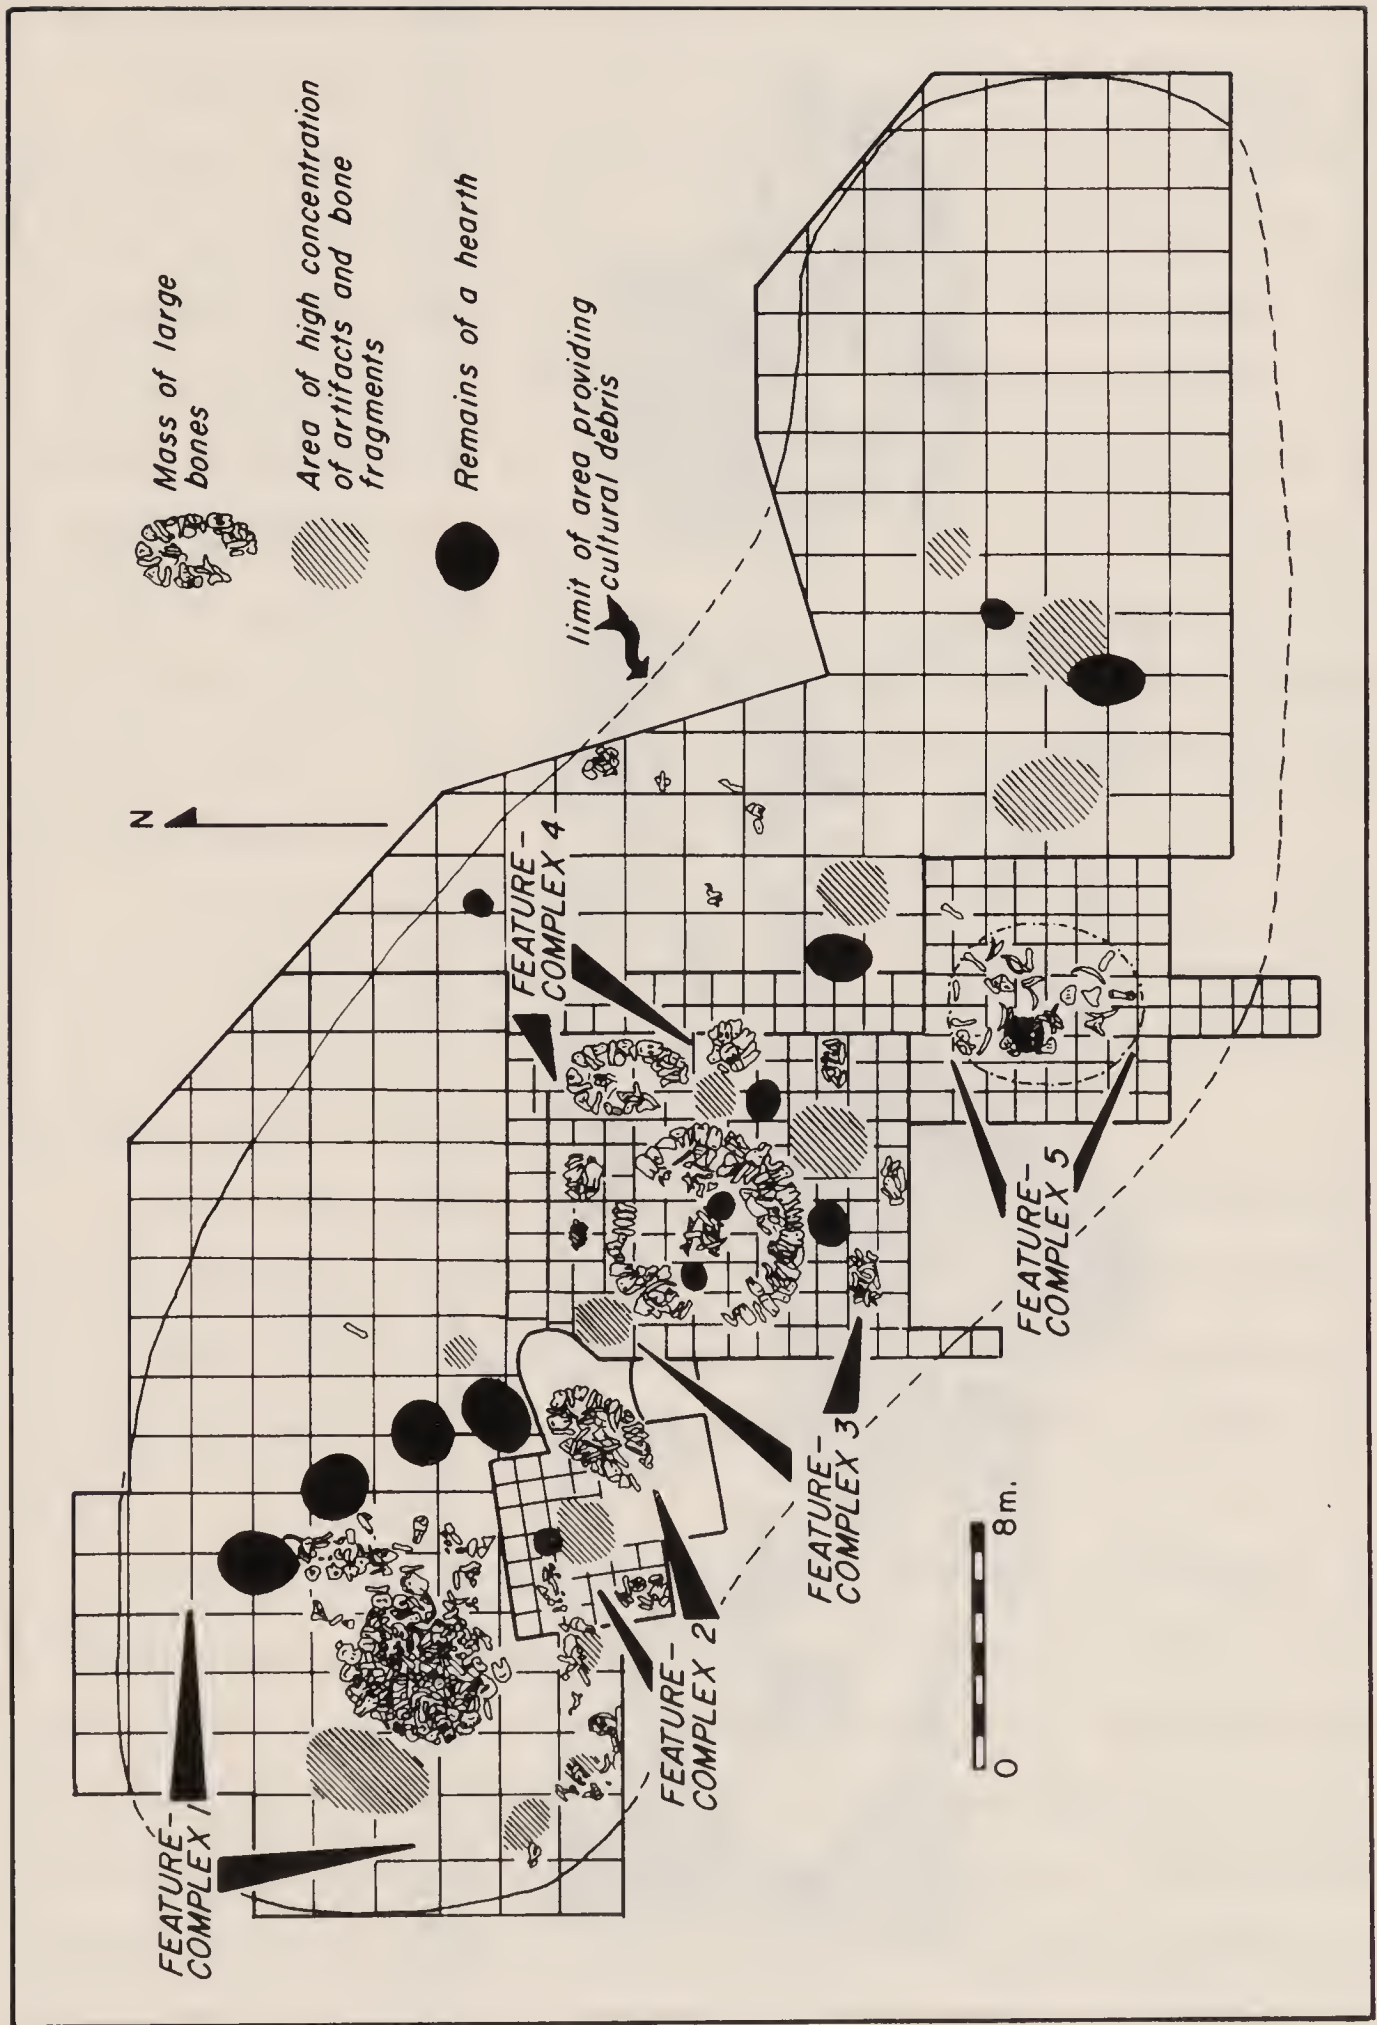 Mass of large
bones
Area of high concentration
of artifacts and bone
fragments
Remains of a hearth
limit of area providing
cultural debris
N
FEATURE-
COMPLEX 4
FEATURE-
COMPLEX 1
FEATURE-
COMPLEX 2
FEATURE-
COMPLEX 3
FEATURE-
COMPLEX 5
0
8m.